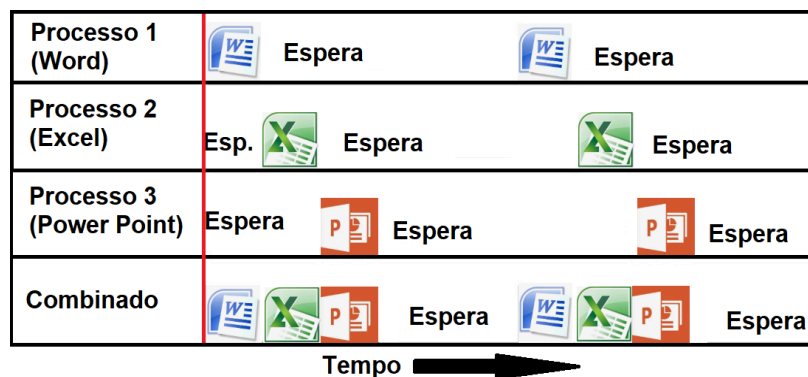 Processo 1
(Word)
Espera
Espera
Processo 2
(Excel)
Esp.
Espera
Espera
Processo 3
(Power Point)
Espera
Espera
Espera
Combinado
Espera
Espera
Tempo